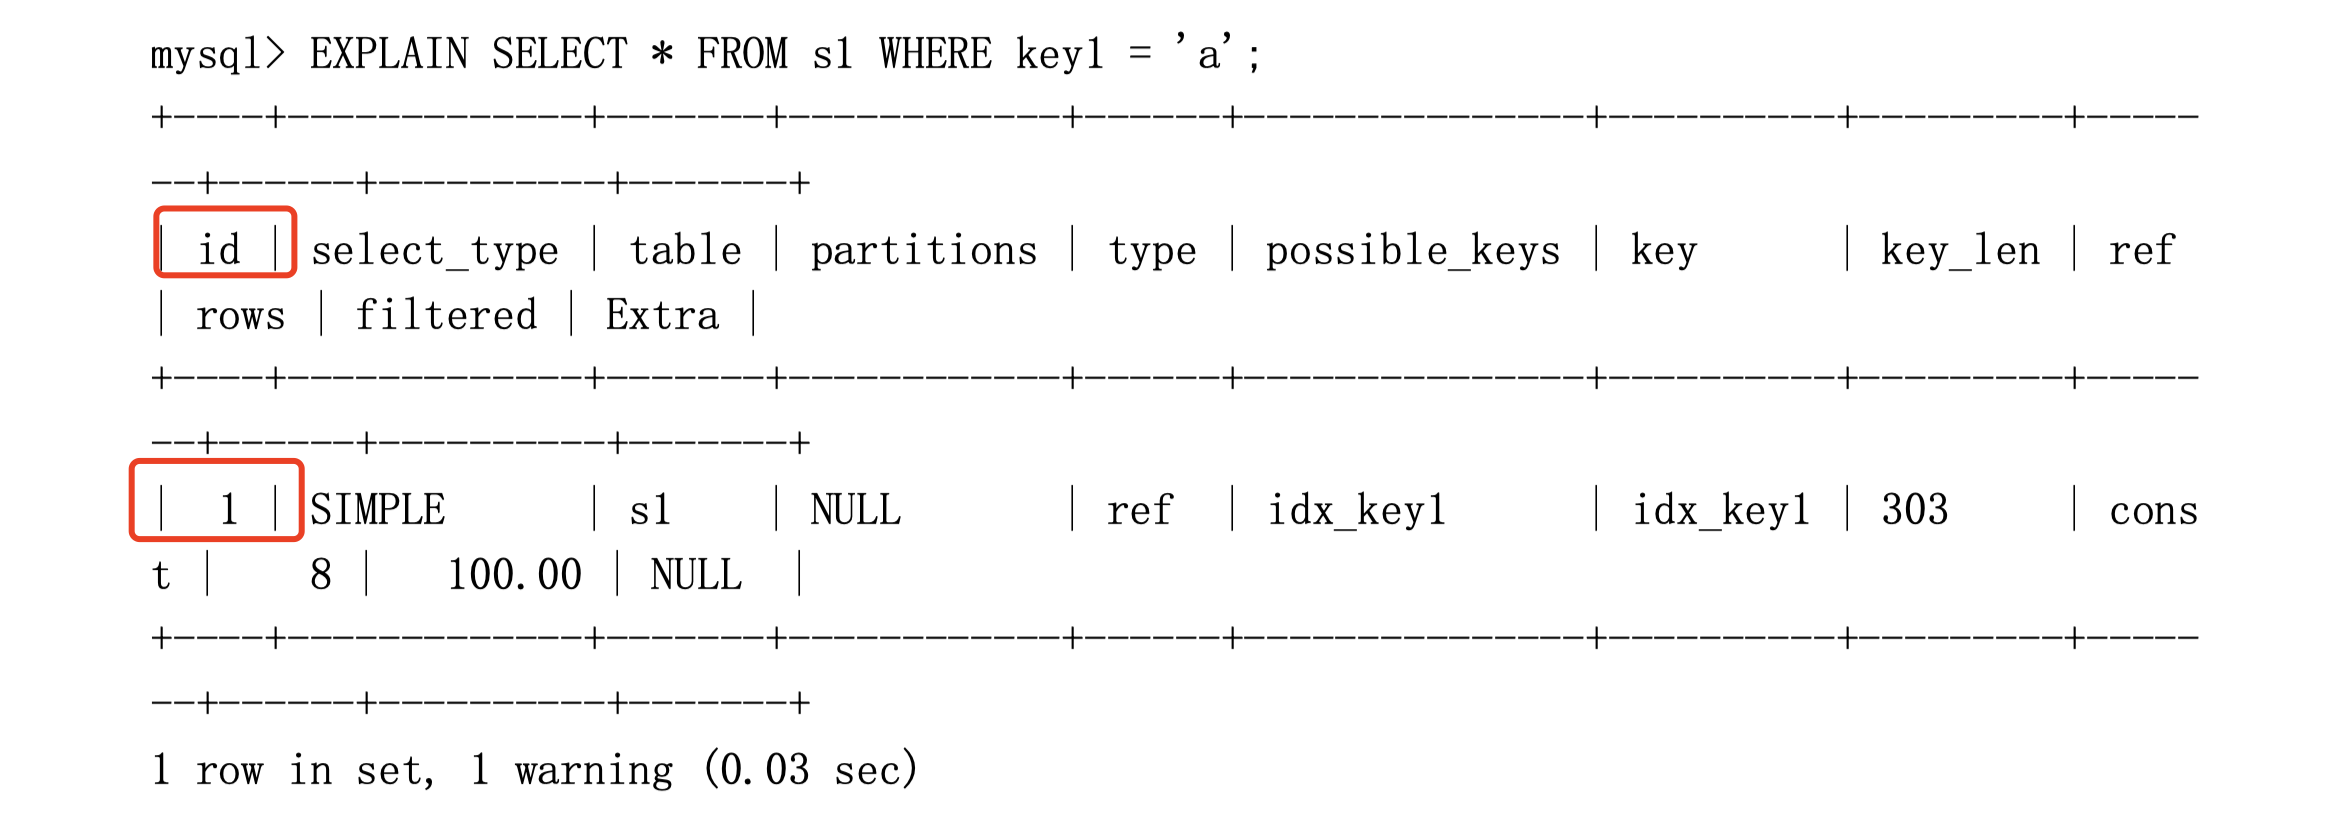 mysql> EXPLAIN SELECT * FROM s1 WHERE key1 = 'a';
+----+-------------+-------+------------+------+---------------+----------+---------+-----
--+------+----------+-------+
| id | select_type | table | partitions | type | possible_keys | key      | key_len | ref
| rows | filtered | Extra |
+----+-------------+-------+------------+------+---------------+----------+---------+-----
--+------+----------+-------+
|  1 | SIMPLE      | s1    | NULL       | ref  | idx_key1      | idx_key1 | 303     | cons
t |    8 |   100.00 | NULL  |
+----+-------------+-------+------------+------+---------------+----------+---------+-----
--+------+----------+-------+
1 row in set, 1 warning (0.03 sec)